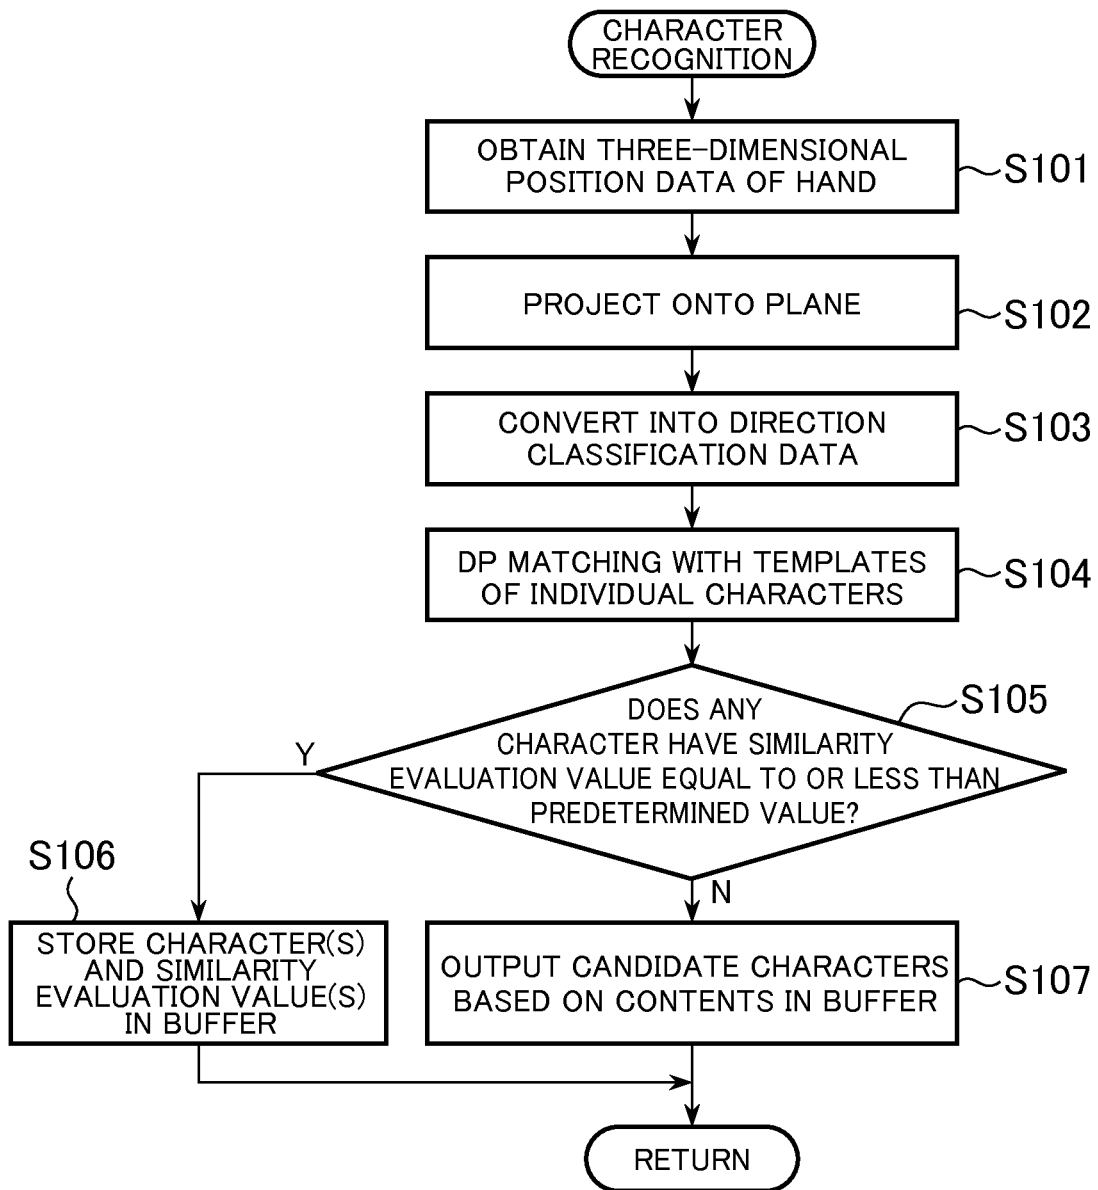 CHARACTER
RECOGNITION
OBTAIN THREE-DIMENSIONAL
POSITION DATA OF HAND
S101
PROJECT ONTO PLANE
S102
CONVERT INTO DIRECTION
CLASSIFICATION DATA
S103
DP MATCHING WITH TEMPLATES
OF INDIVIDUAL CHARACTERS
S104
DOES ANY
CHARACTER HAVE SIMILARITY
EVALUATION VALUE EQUAL TO OR LESS THAN
PREDETERMINED VALUE?
S105
Y
N
S106
STORE CHARACTER(S)
AND SIMILARITY
EVALUATION VALUE(S)
IN BUFFER
OUTPUT CANDIDATE CHARACTERS
BASED ON CONTENTS IN BUFFER
S107
RETURN